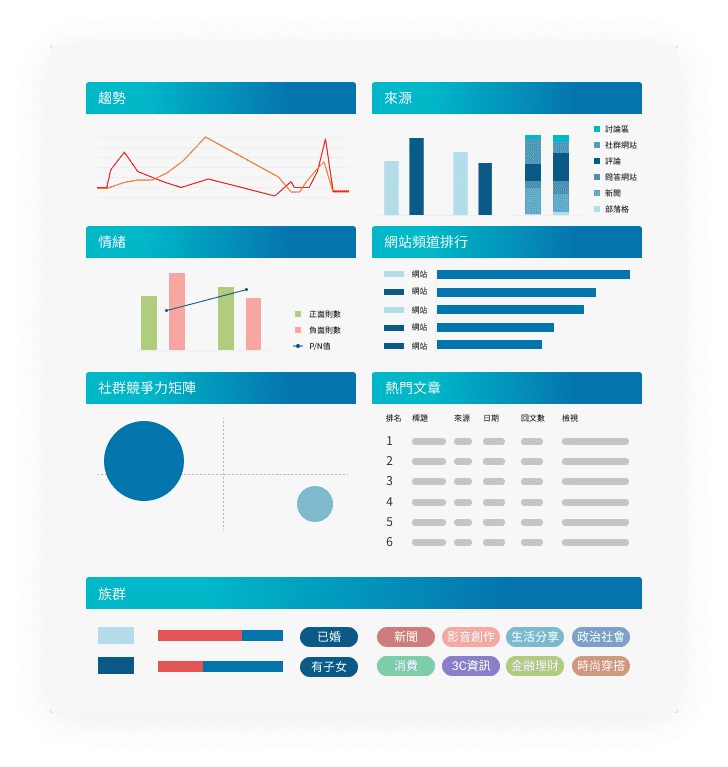 趨勢
來源
討論區
社群網站
評論
問答網站
新聞
部落格
情緒
正面則數
負面則數
P/N值
網站頻道排行
網站
網站
網站
網站
網站
社群競爭力矩陣
熱門文章
排名 標題 來源 日期 回文數 檢視
1
2
3
4
5
6
族群
已婚 新聞 影音創作 生活分享 政治社會
有子女 消費 3C資訊 金融理財 時尚穿搭